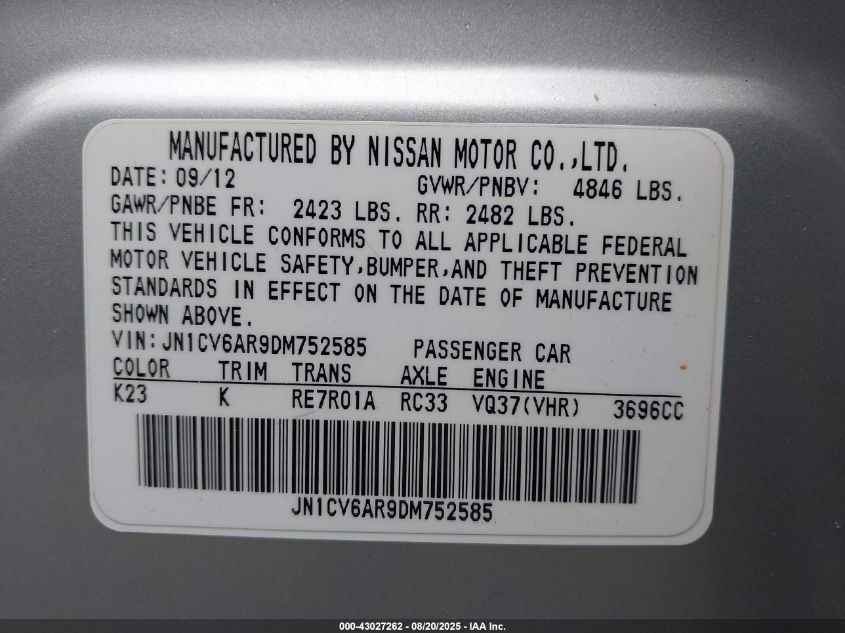 MANUFACTURED BY NISSAN MOTOR CO.,LTD.
DATE: 09/12 GVWR/PNBV: 4846 LBS.
GAWR/PNBE FR: 2423 LBS. RR: 2482 LBS.
THIS VEHICLE CONFORMS TO ALL APPLICABLE FEDERAL
MOTOR VEHICLE SAFETY,BUMPER,AND THEFT PREVENTION
STANDARDS IN EFFECT ON THE DATE OF MANUFACTURE
SHOWN ABOVE.
VIN:JN1CV6AR9DM752585 PASSENGER CAR
COLOR TRIM TRANS AXLE ENGINE
K23 K RE7R01A RC33 VQ37(VHR) 3696CC
JN1CV6AR9DM752585
000-43027262 - 08/20/2025 - IAA Inc.